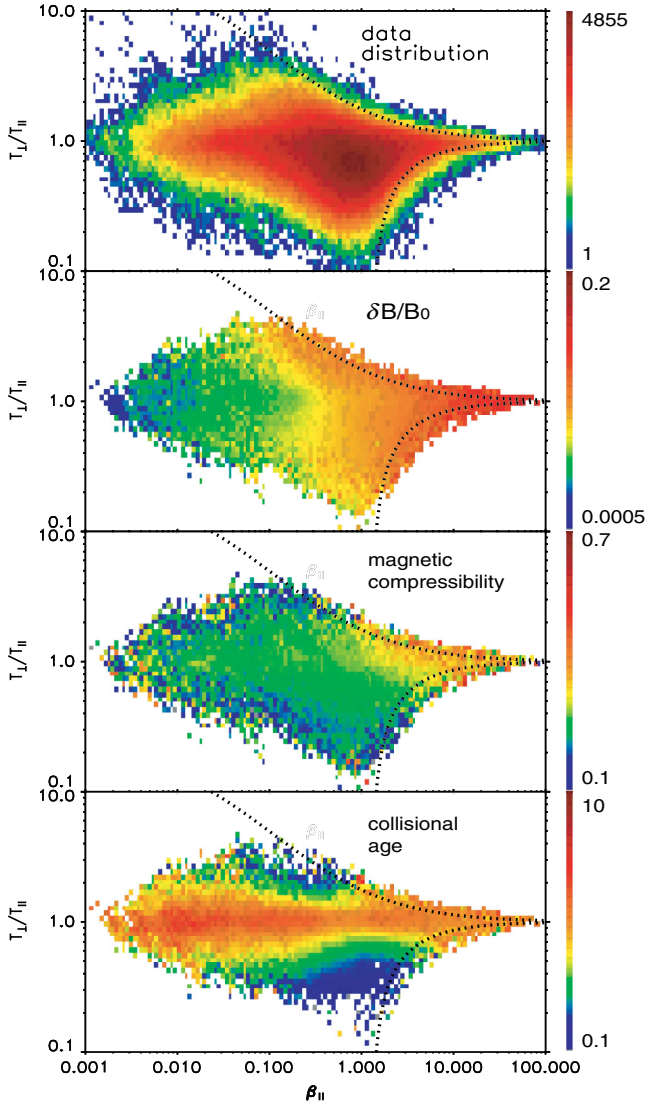 10.0
data
distribution
4855
T⊥/T||
1.0
1
0.1
10.0
β||
δB/B0
0.2
T⊥/T||
1.0
0.0005
0.1
10.0
β||
magnetic
compressibility
0.7
T⊥/T||
1.0
0.1
0.1
10.0
β||
collisional
age
10
T⊥/T||
1.0
0.1
0.1
0.001 0.010 0.100 1.000 10.000 100.000
β||